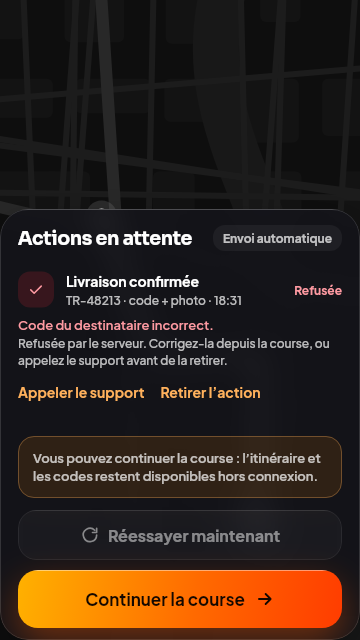 Actions en attente
Envoi automatique
Livraison confirmée
TR-48213 · code + photo · 18:31
Refusée
Code du destinataire incorrect.
Refusée par le serveur. Corrigez-la depuis la course, ou
appelez le support avant de la retirer.
Appeler le support
Retirer l’action
Vous pouvez continuer la course : l’itinéraire et
les codes restent disponibles hors connexion.
Réessayer maintenant
Continuer la course